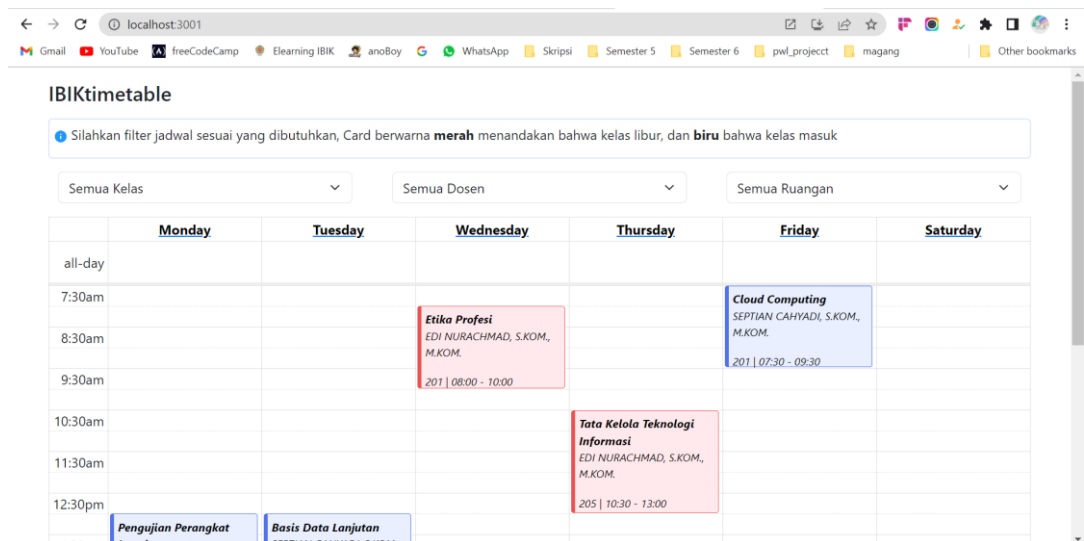 localhost:3001
Gmail YouTube freeCodeCamp Elearning IBIK anoBoy WhatsApp Skripsi Semester 5 Semester 6 pwl_projecct magang Other bookmarks
IBIKtimetable
Silahkan filter jadwal sesuai yang dibutuhkan, Card berwarna merah menandakan bahwa kelas libur, dan biru bahwa kelas masuk
Semua Kelas Semua Dosen Semua Ruangan
Monday Tuesday Wednesday Thursday Friday Saturday
all-day
7:30am
8:30am
9:30am
10:30am
11:30am
12:30pm
Cloud Computing
SEPTIAN CAHYADI, S.KOM.,
M.KOM.
201 | 07:30 - 09:30
Etika Profesi
EDI NURACHMAD, S.KOM.,
M.KOM.
201 | 08:00 - 10:00
Tata Kelola Teknologi
Informasi
EDI NURACHMAD, S.KOM.,
M.KOM.
205 | 10:30 - 13:00
Pengujian Perangkat
Basis Data Lanjutan